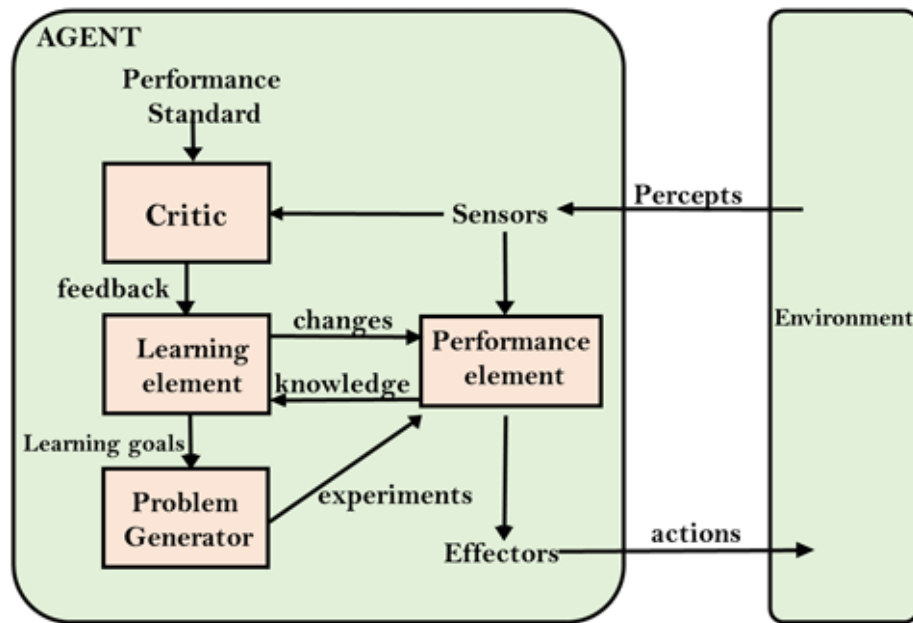 AGENT
Performance
Standard
Critic
Sensors
Percepts
feedback
changes
Learning
element
Performance
element
Environment
knowledge
Learning goals
Problem
Generator
experiments
Effectors
actions